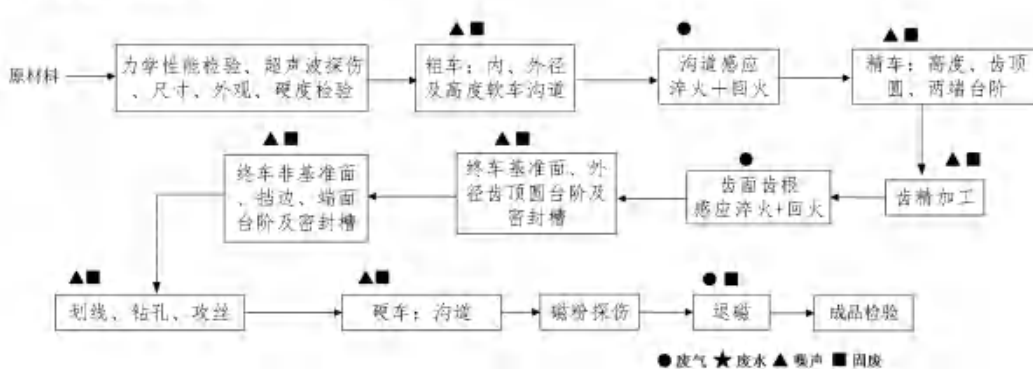 原材料
力学性能检验、超声波探伤
、尺寸、外观、硬度检验
粗车：内、外径
及高度软车沟道
沟道感应
淬火＋回火
精车：高度、齿顶
圆、两端台阶
终车非基准面
、挡边、端面
台阶及密封槽
终车基准面、外
径齿顶圆台阶及
密封槽
齿面齿根
感应淬火+回火
齿精加工
划线、钻孔、攻丝
硬车：沟道
磁粉探伤
退磁
成品检验
●废气 ★废水 ▲噪声 ■固废